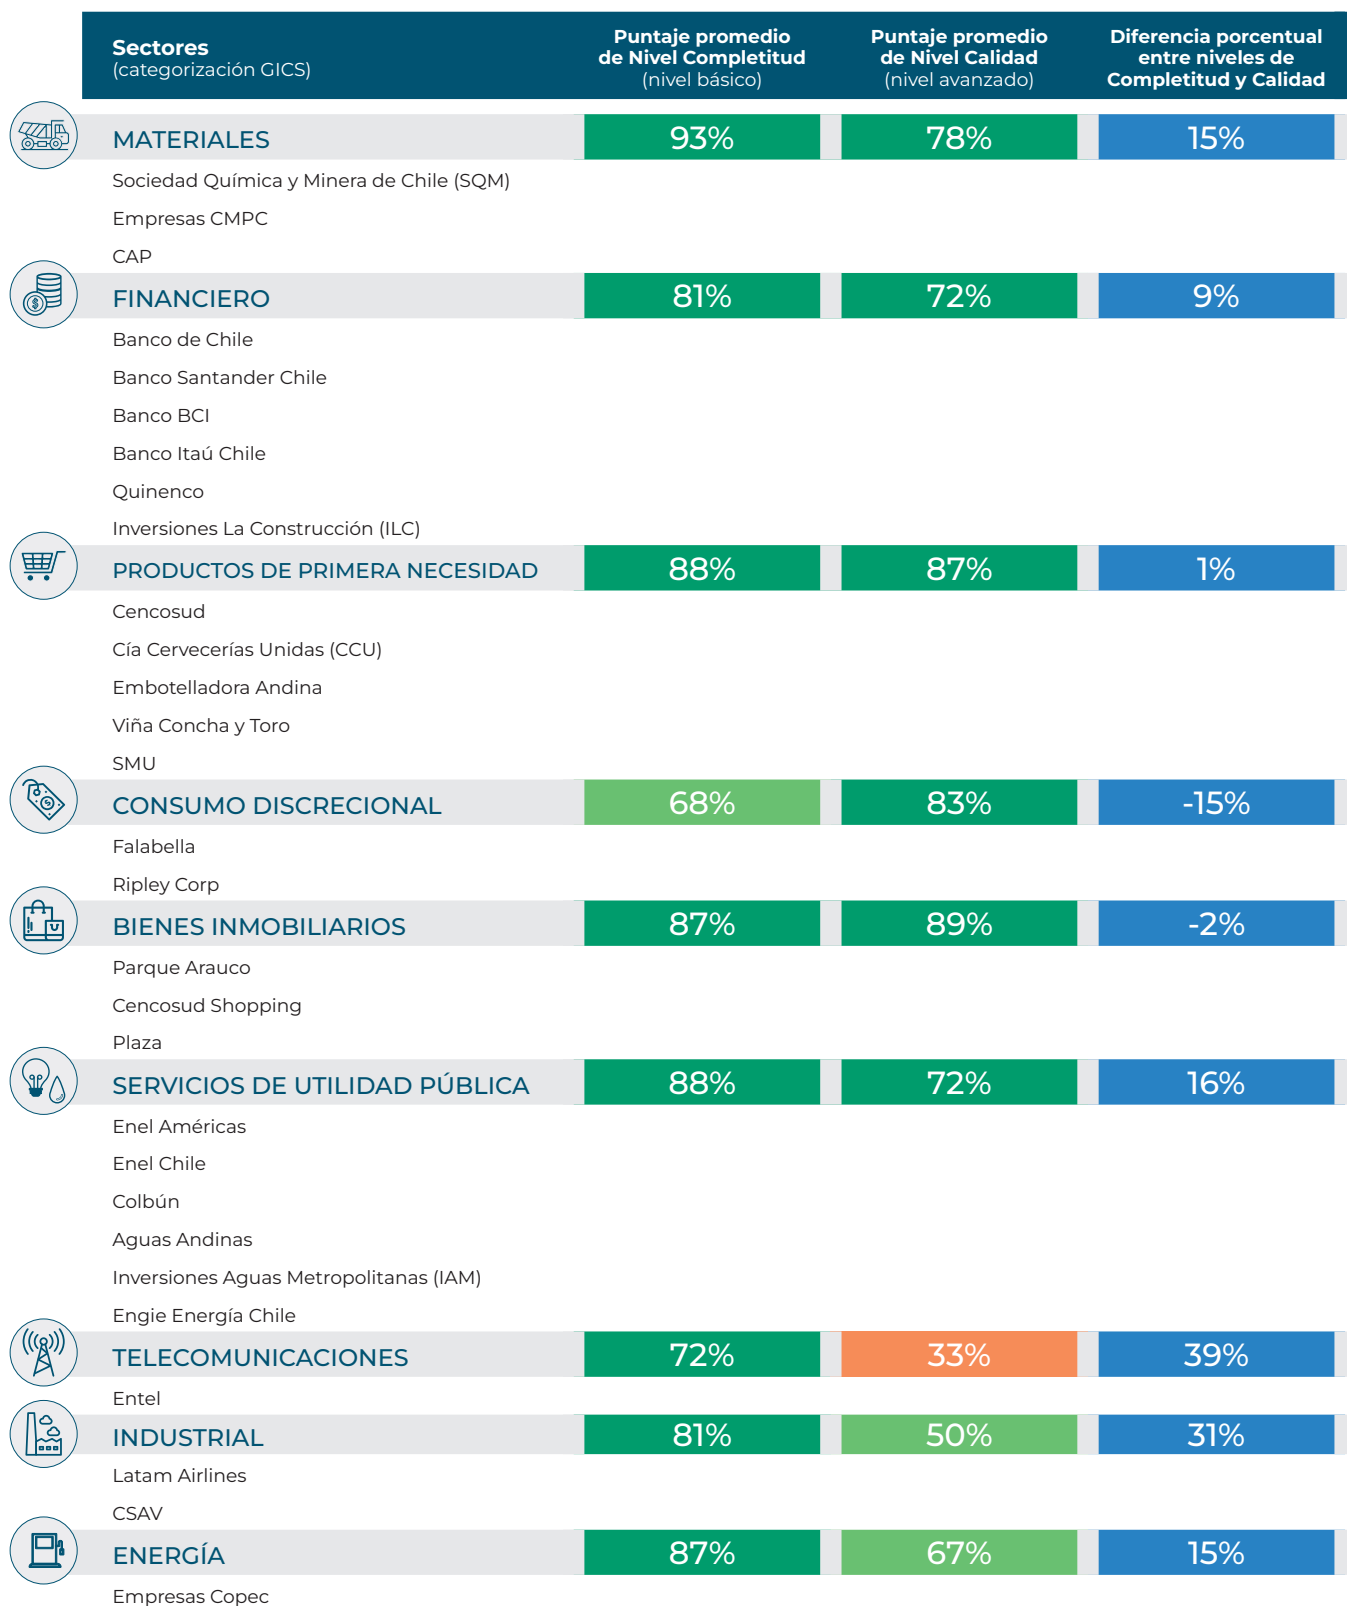 Sectores
(categorización GICS)
Puntaje promedio
de Nivel Completitud
(nivel básico)
Puntaje promedio
de Nivel Calidad
(nivel avanzado)
Diferencia porcentual
entre niveles de
Completitud y Calidad
MATERIALES 93% 78% 15%
Sociedad Química y Minera de Chile (SQM)
Empresas CMPC
CAP
FINANCIERO 81% 72% 9%
Banco de Chile
Banco Santander Chile
Banco BCI
Banco Itaú Chile
Quinenco
Inversiones La Construcción (ILC)
PRODUCTOS DE PRIMERA NECESIDAD 88% 87% 1%
Cencosud
Cía Cervecerías Unidas (CCU)
Embotelladora Andina
Viña Concha y Toro
SMU
CONSUMO DISCRECIONAL 68% 83% -15%
Falabella
Ripley Corp
BIENES INMOBILIARIOS 87% 89% -2%
Parque Arauco
Cencosud Shopping
Plaza
SERVICIOS DE UTILIDAD PÚBLICA 88% 72% 16%
Enel Américas
Enel Chile
Colbún
Aguas Andinas
Inversiones Aguas Metropolitanas (IAM)
Engie Energía Chile
TELECOMUNICACIONES 72% 33% 39%
Entel
INDUSTRIAL 81% 50% 31%
Latam Airlines
CSAV
ENERGÍA 87% 67% 15%
Empresas Copec